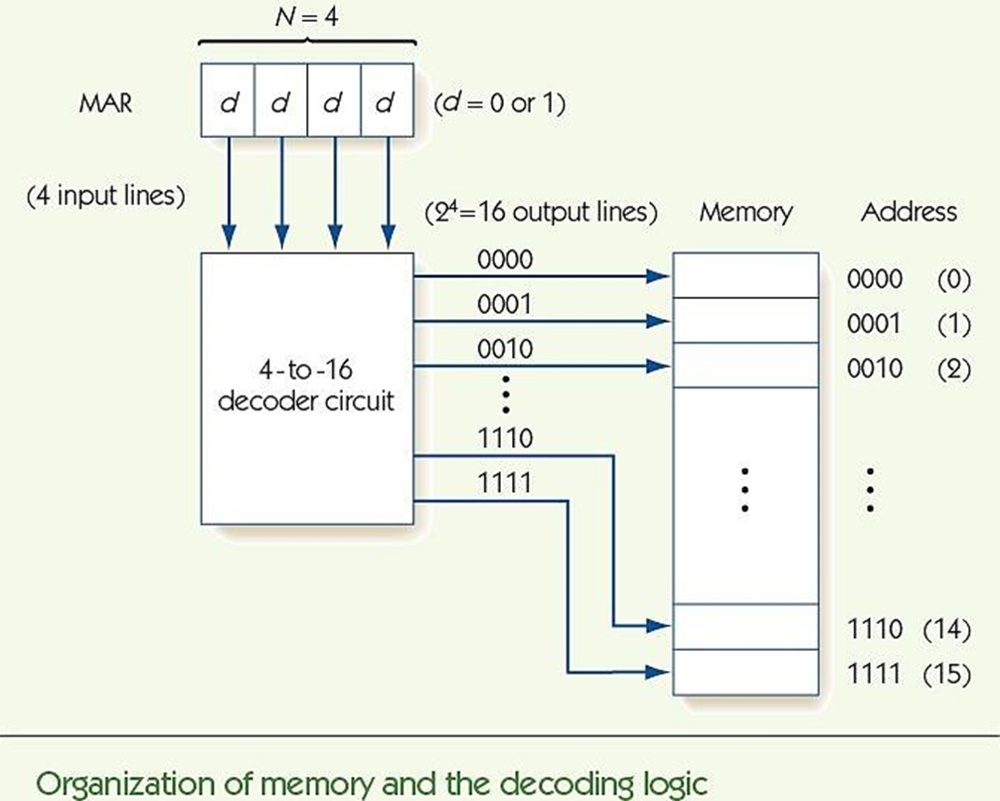 N = 4
MAR d d d d (d = 0 or 1)
(4 input lines)
(2⁴=16 output lines) Memory Address
0000 0000 (0)
0001 0001 (1)
0010 0010 (2)
4-to-16
decoder circuit
1110
1111
1110 (14)
1111 (15)
Organization of memory and the decoding logic